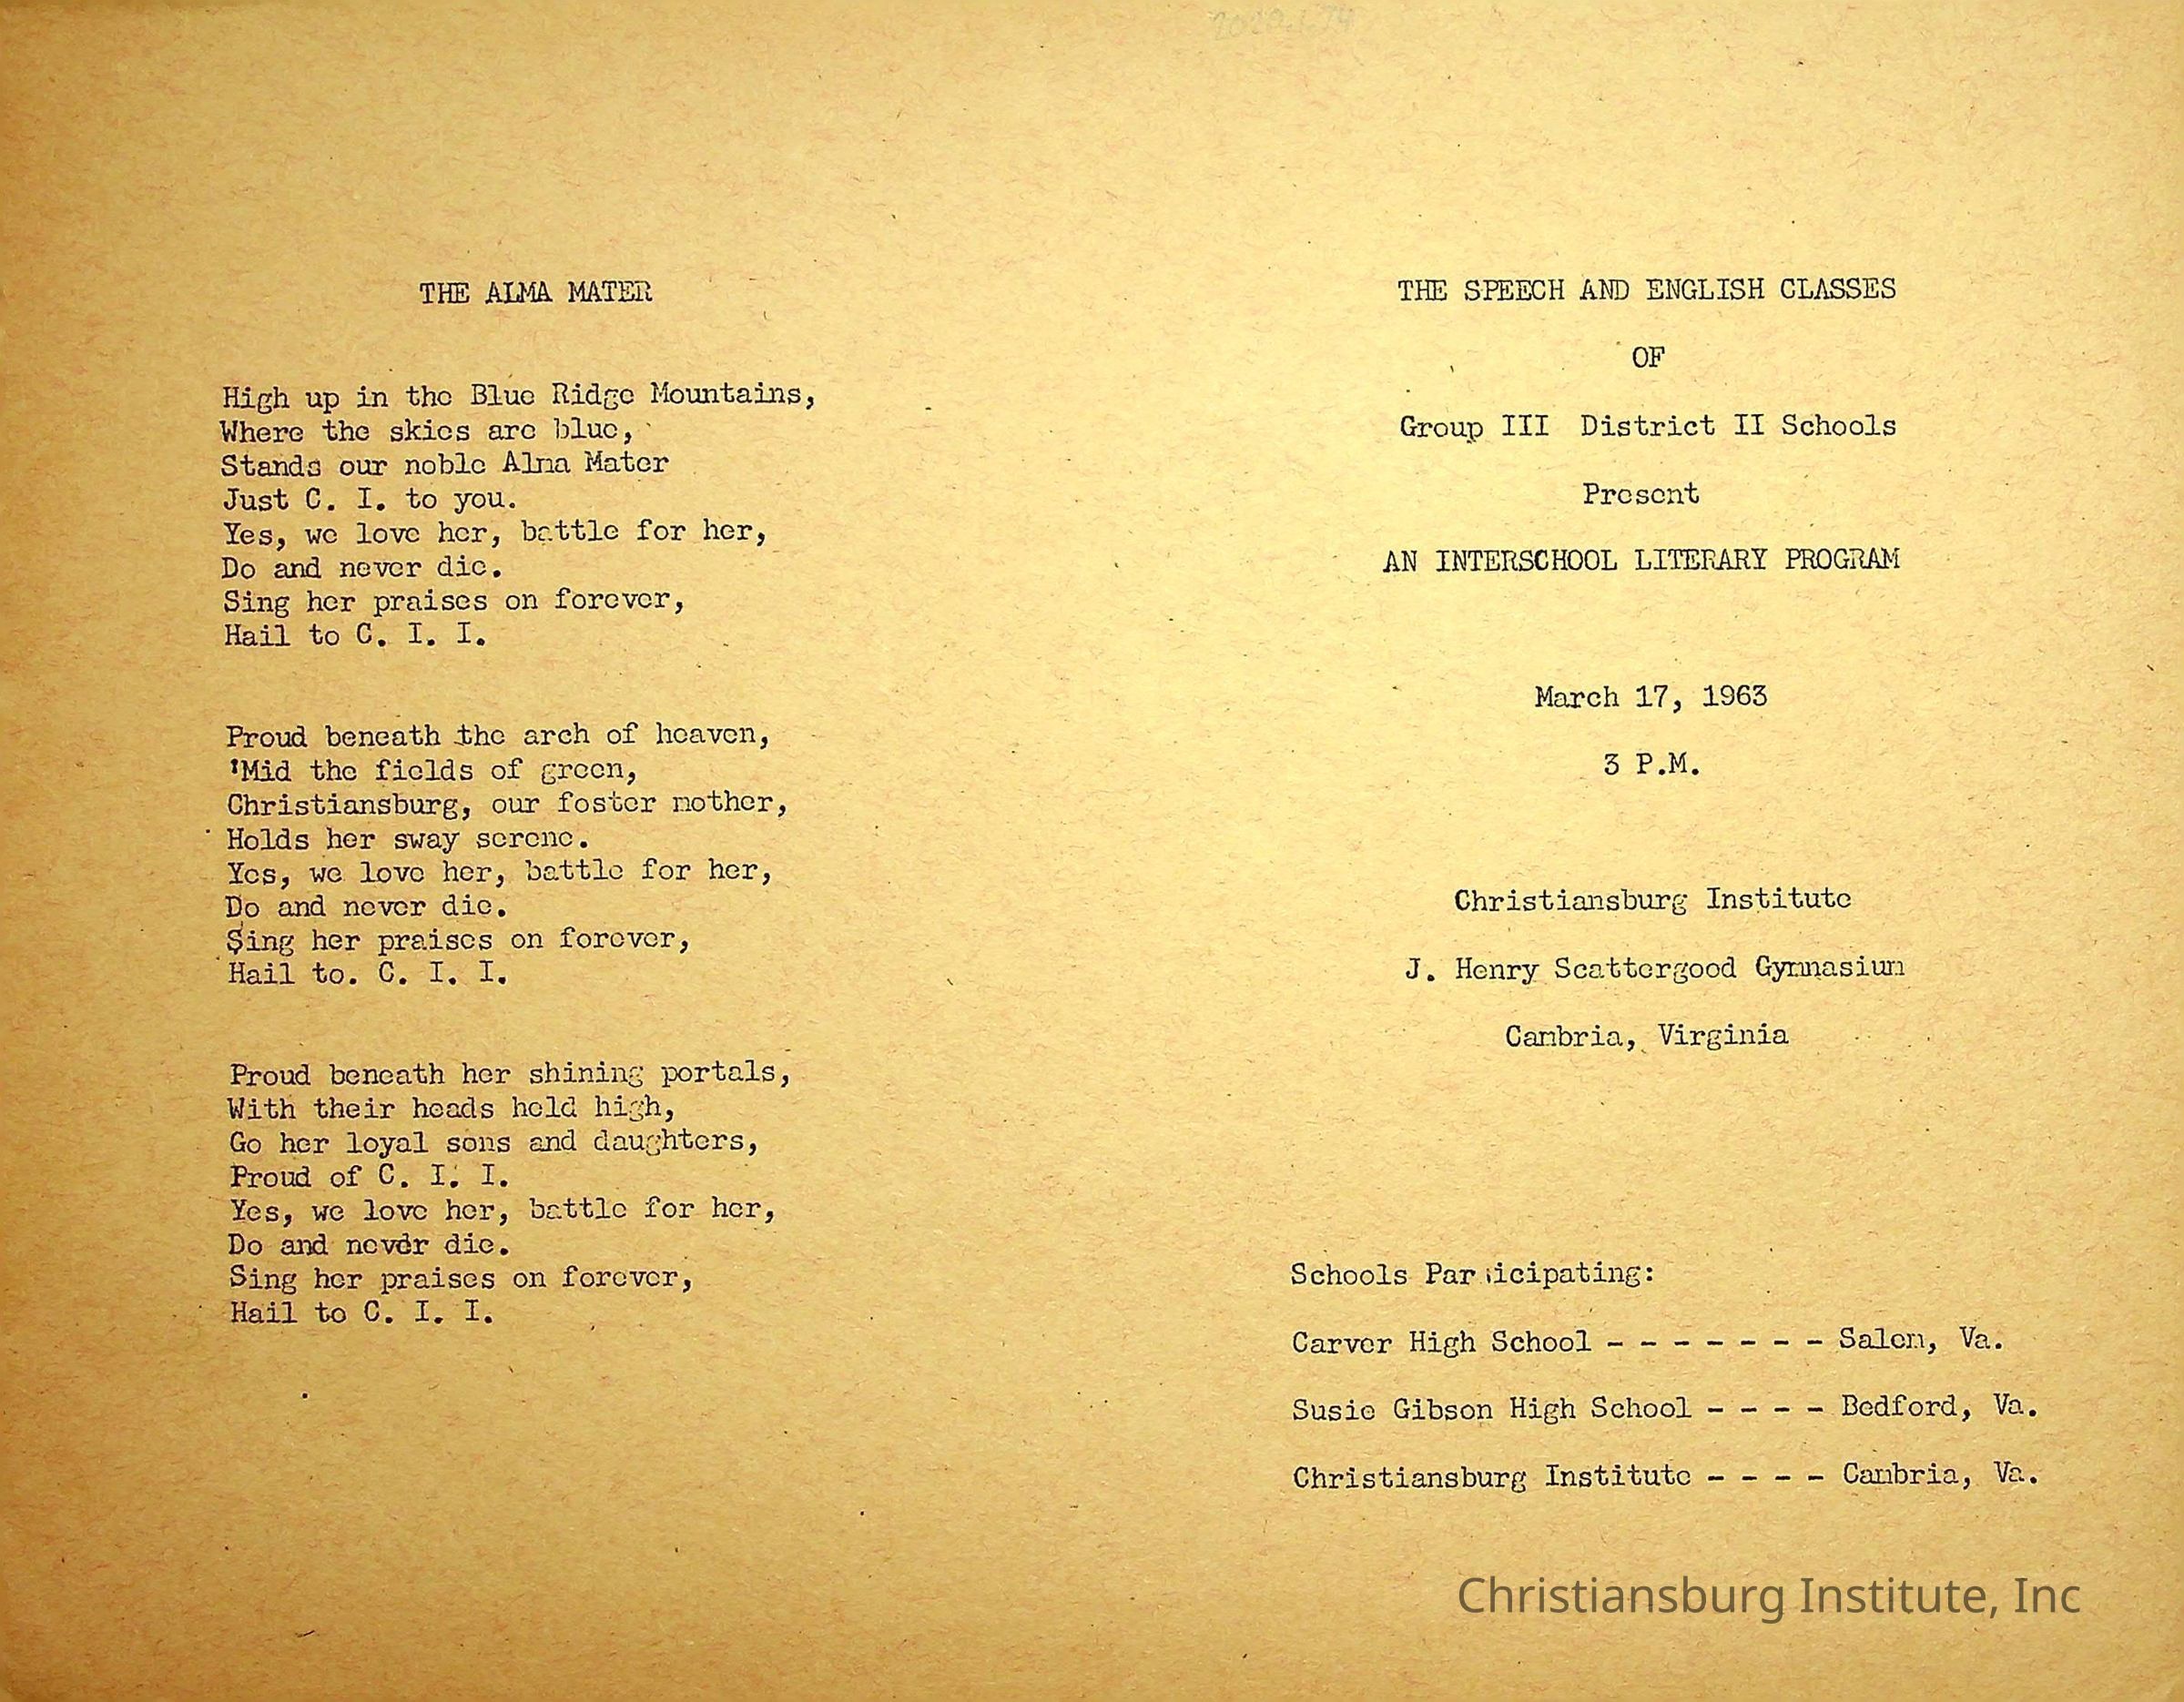 THE ALMA MATER
High up in the Blue Ridge Mountains,
Where the skies are blue,
Stands our noble Alma Mater
Just C. I. to you.
Yes, we love her, battle for her,
Do and never die.
Sing her praises on forever,
Hail to C. I. I.
Proud beneath the arch of heaven,
'Mid the fields of green,
Christiansburg, our foster mother,
Holds her sway serene.
Yes, we love her, battle for her,
Do and never die.
Sing her praises on forever,
Hail to. C. I. I.
Proud beneath her shining portals,
With their heads held high,
Go her loyal sons and daughters,
Proud of C. I. I.
Yes, we love her, battle for her,
Do and never die.
Sing her praises on forever,
Hail to C. I. I.
THE SPEECH AND ENGLISH CLASSES
OF
Group III District II Schools
Present
AN INTERSCHOOL LITERARY PROGRAM
March 17, 1963
3 P.M.
Christiansburg Institute
J. Henry Scattergood Gymnasium
Cambria, Virginia
Schools Participating:
Carver High School - - - - - - - Salem, Va.
Susie Gibson High School - - - - Bedford, Va.
Christiansburg Institute - - - - Cambria, Va.
Christiansburg Institute, Inc